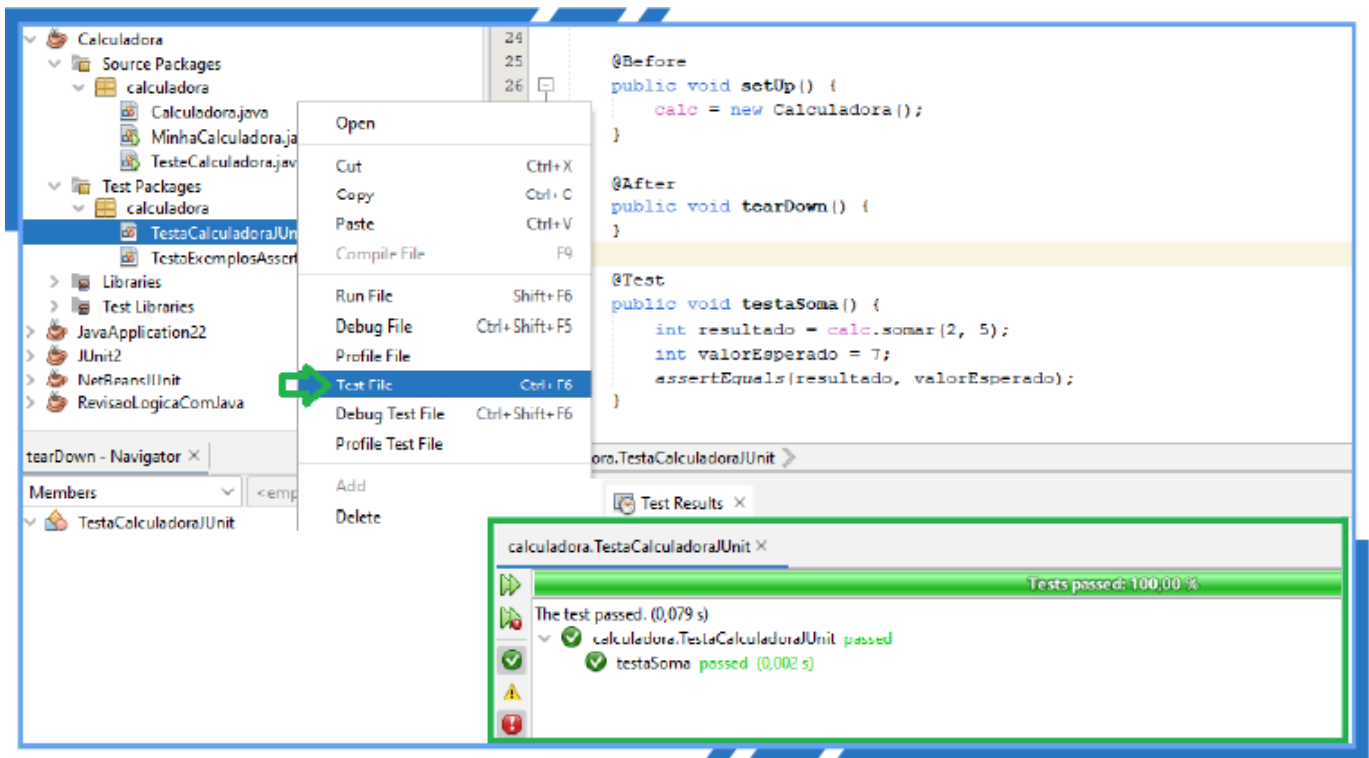 Calculadora
Source Packages
calculadora
Calculadora.java
MinhaCalculadora.ja
TesteCalculadora.jav
Test Packages
calculadora
TestaCalculadoraJUn
TestaExemplosAssert
Libraries
Test Libraries
JavaApplication22
JUnit2
NetBeansJUnit
RevisaoLogicaComJava
Open
Cut Ctrl+X
Copy Ctrl+C
Paste Ctrl+V
Compile File F9
Run File Shift+F6
Debug File Ctrl+Shift+F5
Profile File
Test File Ctrl+F6
Debug Test File Ctrl+Shift+F6
Profile Test File
Add
Delete
24
25 @Before
26 public void setUp() {
calc = new Calculadora();
}
@After
public void tearDown() {
}
@Test
public void testaSoma() {
int resultado = calc.somar(2, 5);
int valorEsperado = 7;
assertEquals(resultado, valorEsperado);
}
tearDown - Navigator ×
Members <emp
TestaCalculadoraJUnit
ora.TestaCalculadoraJUnit
Test Results ×
calculadora.TestaCalculadoraJUnit ×
Tests passed: 100,00 %
The test passed. (0,079 s)
calculadora.TestaCalculadoraJUnit passed
testaSoma passed (0,002 s)